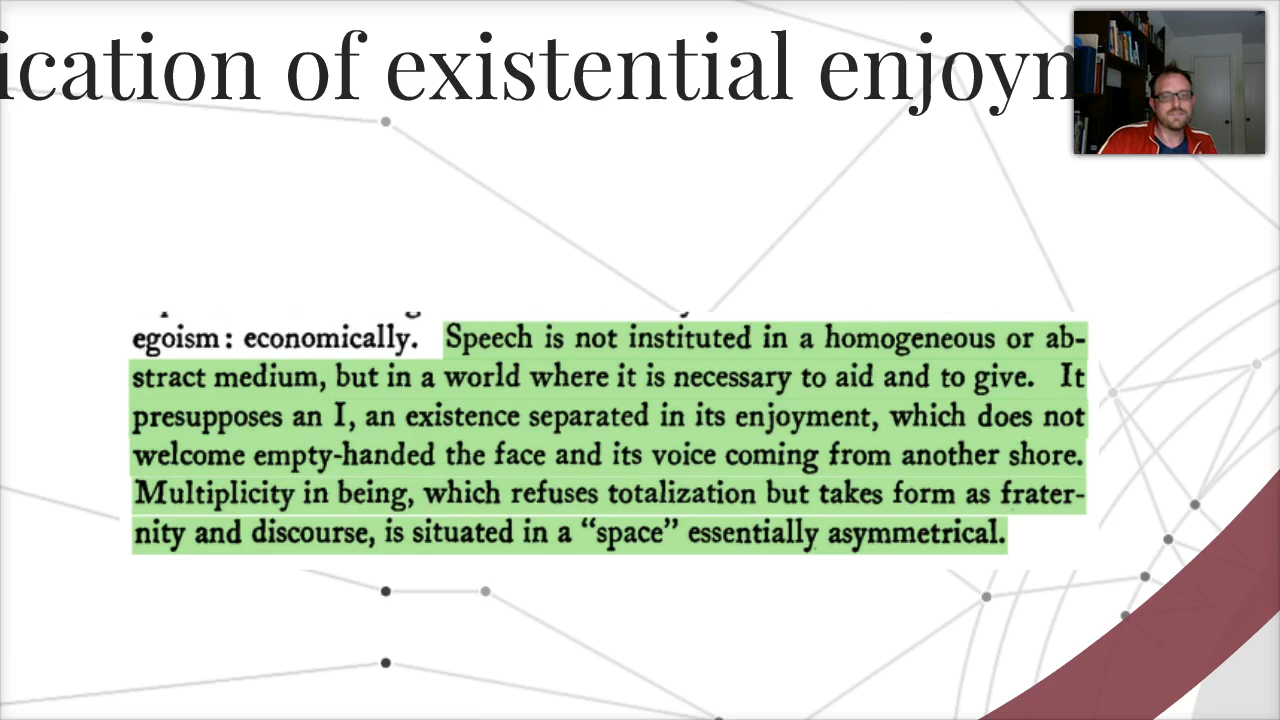 ication of existential enjoyn
egoism: economically. Speech is not instituted in a homogeneous or ab-
stract medium, but in a world where it is necessary to aid and to give. It
presupposes an I, an existence separated in its enjoyment, which does not
welcome empty-handed the face and its voice coming from another shore.
Multiplicity in being, which refuses totalization but takes form as frater-
nity and discourse, is situated in a “space” essentially asymmetrical.